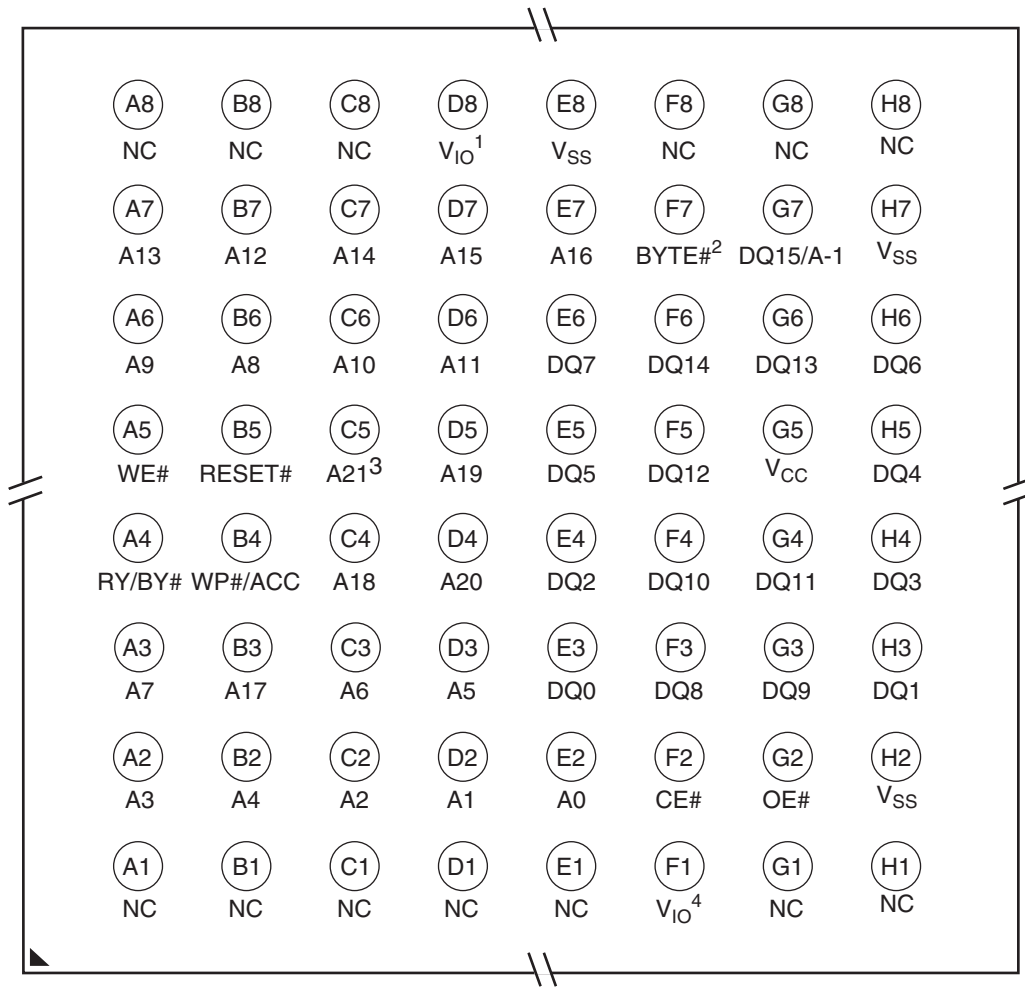 A8 B8 C8 D8 E8 F8 G8 H8
NC NC NC V_IO^1 V_SS NC NC NC
A7 B7 C7 D7 E7 F7 G7 H7
A13 A12 A14 A15 A16 BYTE#^2 DQ15/A-1 V_SS
A6 B6 C6 D6 E6 F6 G6 H6
A9 A8 A10 A11 DQ7 DQ14 DQ13 DQ6
A5 B5 C5 D5 E5 F5 G5 H5
WE# RESET# A21^3 A19 DQ5 DQ12 V_CC DQ4
A4 B4 C4 D4 E4 F4 G4 H4
RY/BY# WP#/ACC A18 A20 DQ2 DQ10 DQ11 DQ3
A3 B3 C3 D3 E3 F3 G3 H3
A7 A17 A6 A5 DQ0 DQ8 DQ9 DQ1
A2 B2 C2 D2 E2 F2 G2 H2
A3 A4 A2 A1 A0 CE# OE# V_SS
A1 B1 C1 D1 E1 F1 G1 H1
NC NC NC NC NC V_IO^4 NC NC